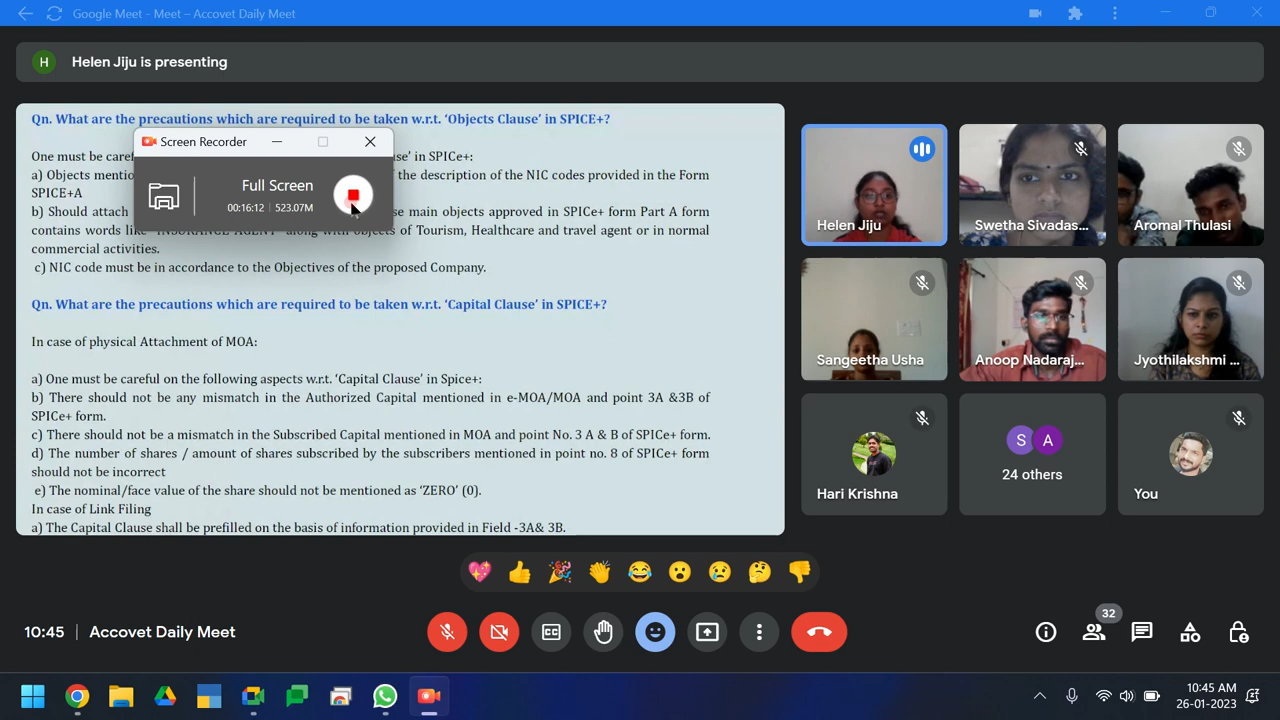 Google Meet - Meet – Accovet Daily Meet
H
Helen Jiju is presenting
Qn. What are the precautions which are required to be taken w.r.t. ‘Objects Clause’ in SPICE+?
One must be caref
use’ in SPICe+:
a) Objects mentio
f the description of the NIC codes provided in the Form
SPICE+A
b) Should attach
se main objects approved in SPICe+ form Part A form
contains words like “INSURANCE AGENT” along with objects of Tourism, Healthcare and travel agent or in normal
commercial activities.
c) NIC code must be in accordance to the Objectives of the proposed Company.
Qn. What are the precautions which are required to be taken w.r.t. ‘Capital Clause’ in SPICE+?
In case of physical Attachment of MOA:
a) One must be careful on the following aspects w.r.t. ‘Capital Clause’ in Spice+:
b) There should not be any mismatch in the Authorized Capital mentioned in e-MOA/MOA and point 3A &3B of
SPICe+ form.
c) There should not be a mismatch in the Subscribed Capital mentioned in MOA and point No. 3 A & B of SPICe+ form.
d) The number of shares / amount of shares subscribed by the subscribers mentioned in point no. 8 of SPICe+ form
should not be incorrect
e) The nominal/face value of the share should not be mentioned as ‘ZERO’ (0).
In case of Link Filing
a) The Capital Clause shall be prefilled on the basis of information provided in Field -3A& 3B.
Screen Recorder
Full Screen
00:16:12 | 523.07M
Helen Jiju
Swetha Sivadas...
Aromal Thulasi
Sangeetha Usha
Anoop Nadaraj...
Jyothilakshmi ...
Hari Krishna
S A
24 others
You
10:45 | Accovet Daily Meet
CC
32
10:45 AM
26-01-2023